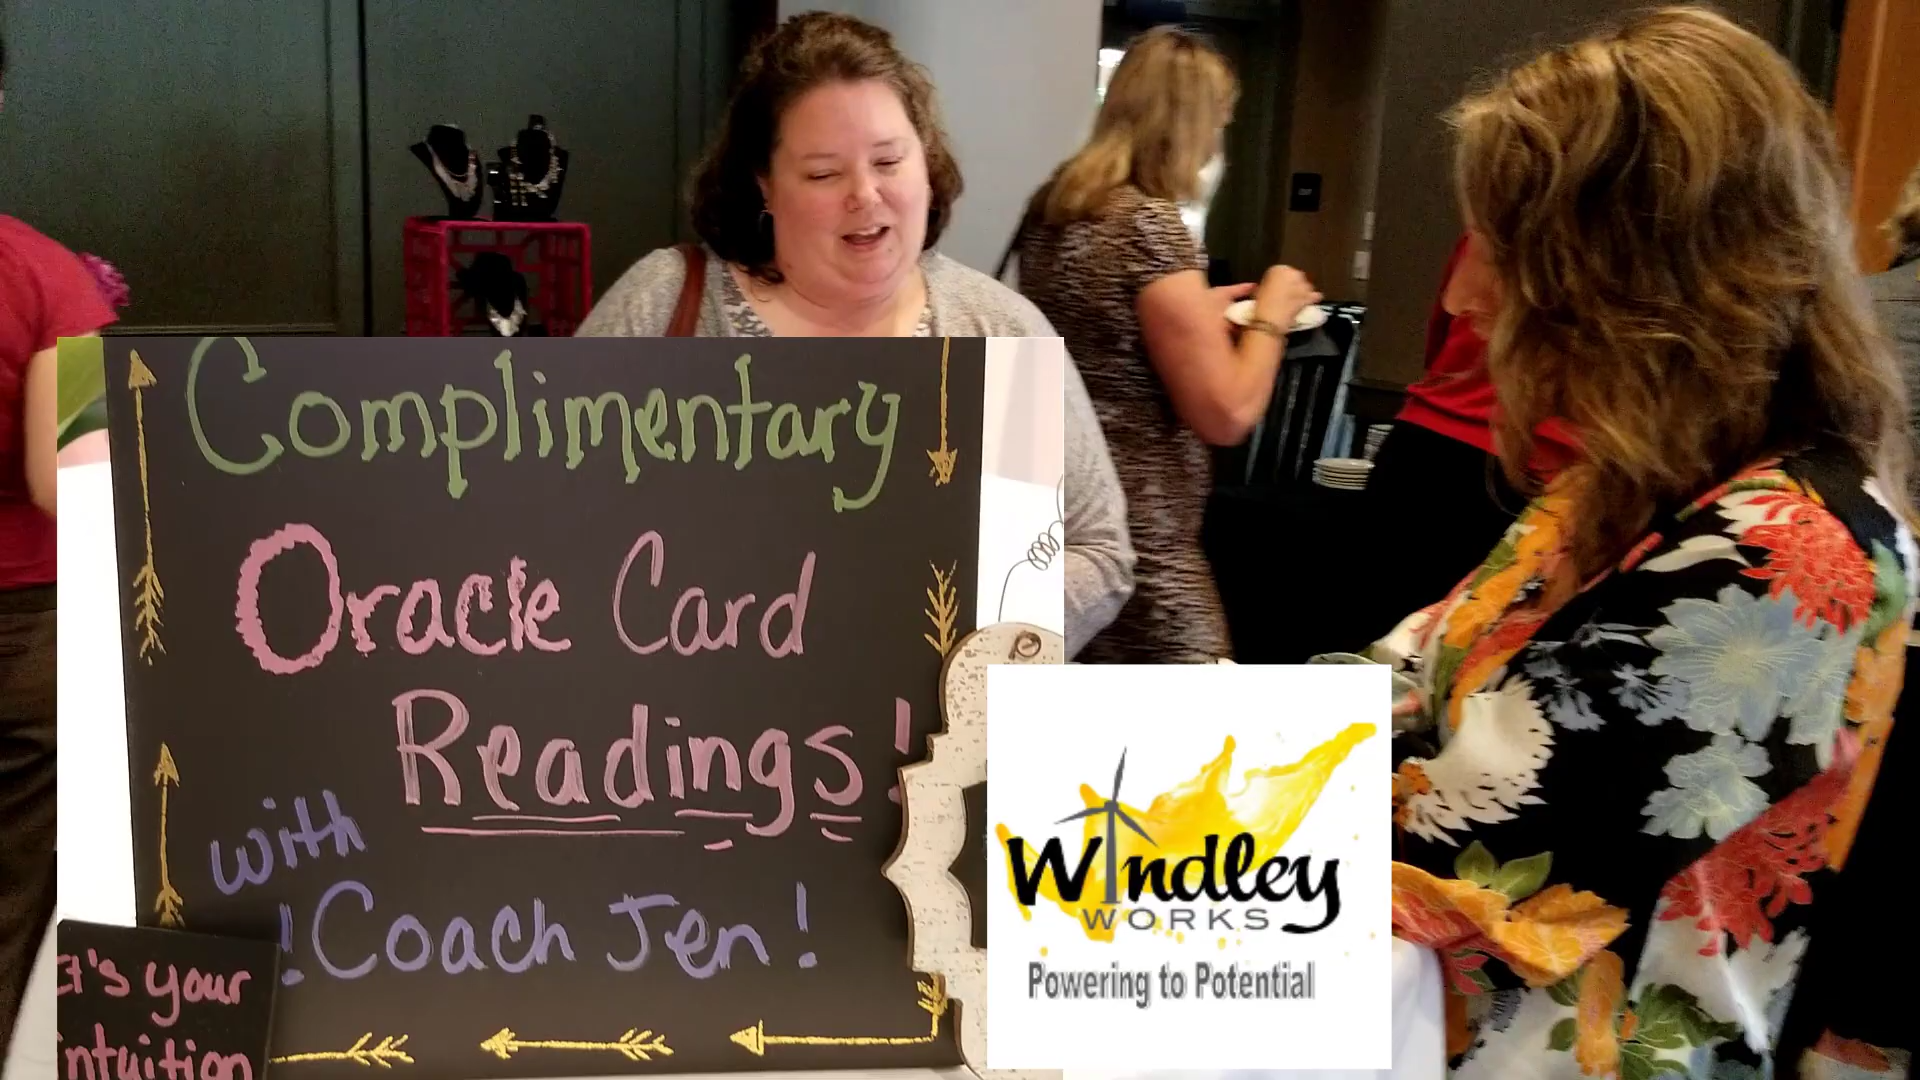 Complimentary
Oracle Card
Readings!
with
!Coach Jen!
It's your
intuition
Windley
WORKS
Powering to Potential